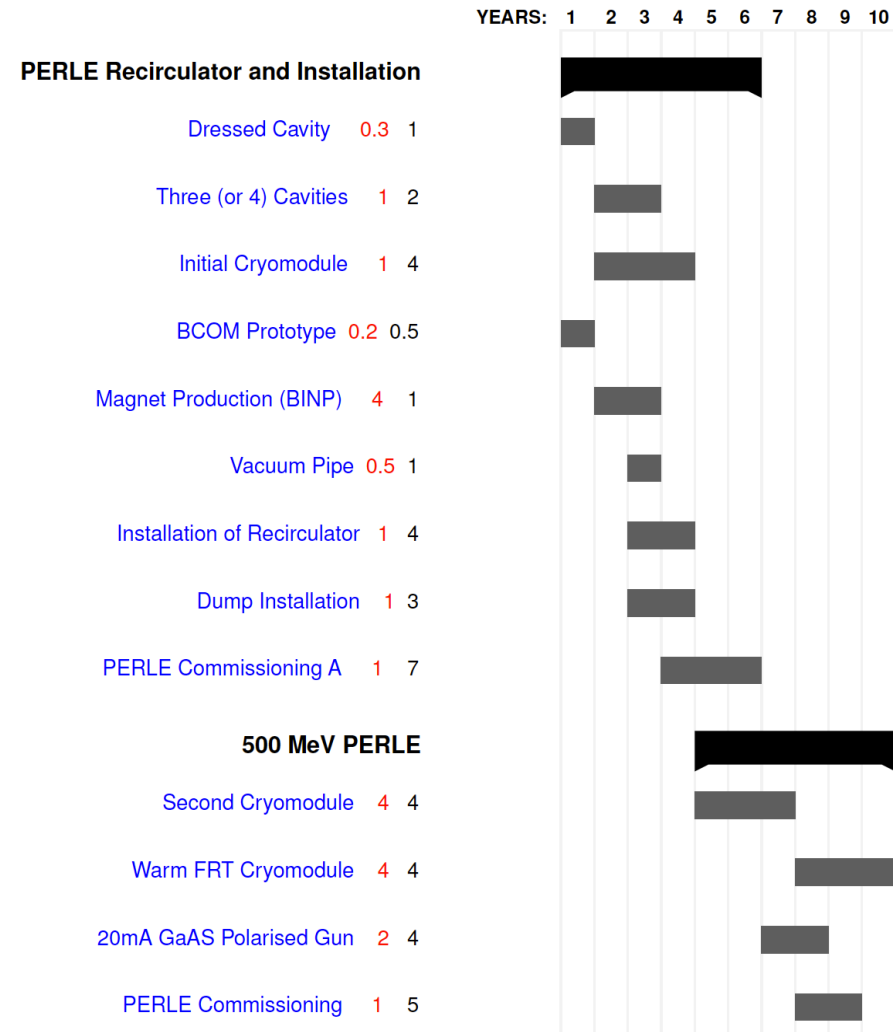 YEARS: 1 2 3 4 5 6 7 8 9 10
PERLE Recirculator and Installation
Dressed Cavity 0.3 1
Three (or 4) Cavities 1 2
Initial Cryomodule 1 4
BCOM Prototype 0.2 0.5
Magnet Production (BINP) 4 1
Vacuum Pipe 0.5 1
Installation of Recirculator 1 4
Dump Installation 1 3
PERLE Commissioning A 1 7
500 MeV PERLE
Second Cryomodule 4 4
Warm FRT Cryomodule 4 4
20mA GaAS Polarised Gun 2 4
PERLE Commissioning 1 5